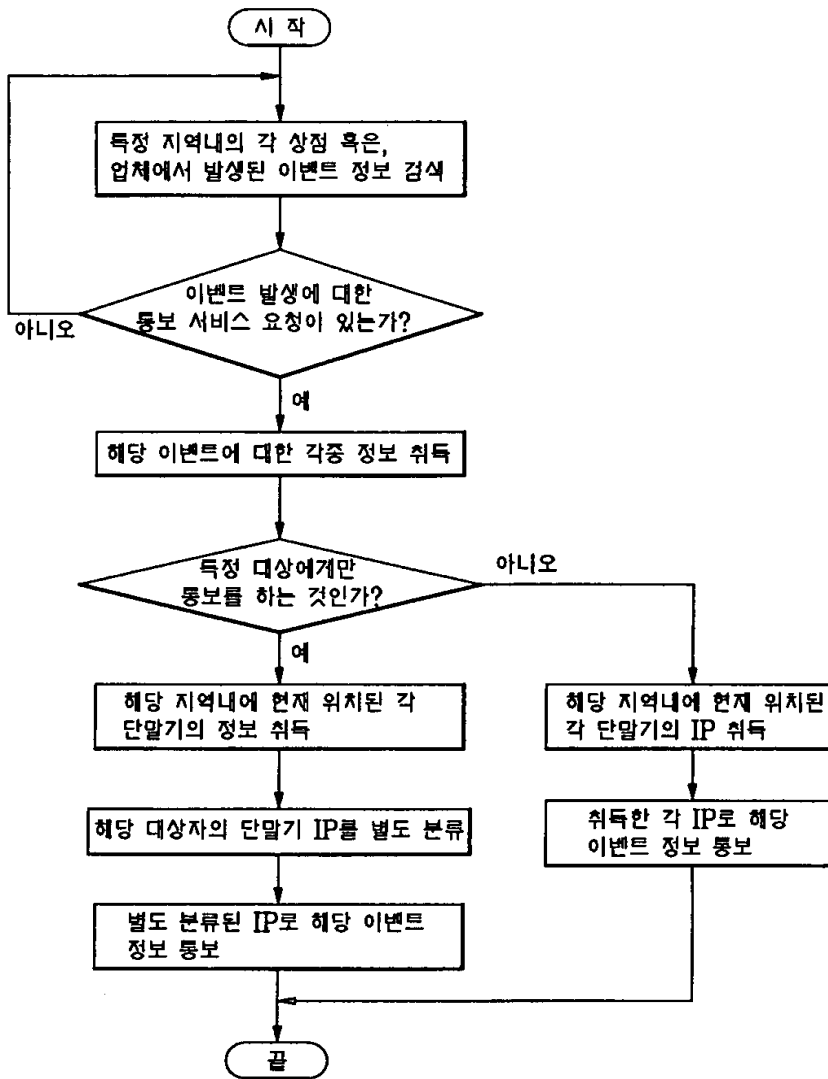 시 작
특정 지역내의 각 상점 혹은,
업체에서 발생된 이벤트 정보 검색
이벤트 발생에 대한
통보 서비스 요청이 있는가?
아니오
예
해당 이벤트에 대한 각종 정보 취득
특정 대상에게만
통보를 하는 것인가?
아니오
예
해당 지역내에 현재 위치된 각
단말기의 정보 취득
해당 대상자의 단말기 IP를 별도 분류
별도 분류된 IP로 해당 이벤트
정보 통보
해당 지역내에 현재 위치된
각 단말기의 IP 취득
취득한 각 IP로 해당
이벤트 정보 통보
끝